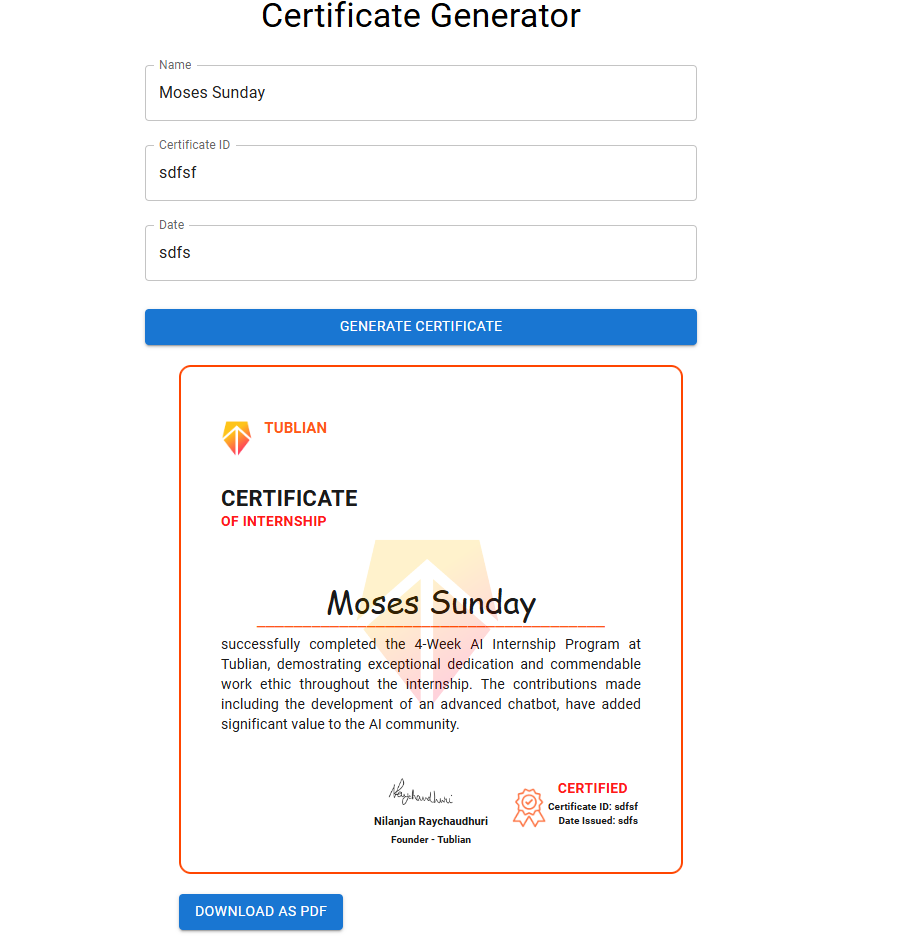 Certificate Generator
Name
Moses Sunday
Certificate ID
sdfsf
Date
sdfs
GENERATE CERTIFICATE
TUBLIAN
CERTIFICATE
OF INTERNSHIP
Moses Sunday
successfully completed the 4-Week AI Internship Program at
Tublian, demostrating exceptional dedication and commendable
work ethic throughout the internship. The contributions made
including the development of an advanced chatbot, have added
significant value to the AI community.
NRaychaudhuri
Nilanjan Raychaudhuri
Founder - Tublian
CERTIFIED
Certificate ID: sdfsf
Date Issued: sdfs
DOWNLOAD AS PDF